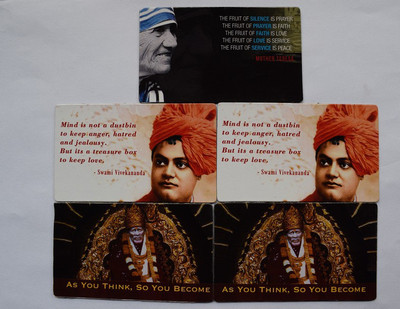 THE FRUIT OF SILENCE IS PRAYER
THE FRUIT OF PRAYER IS FAITH
THE FRUIT OF FAITH IS LOVE
THE FRUIT OF LOVE IS SERVICE
THE FRUIT OF SERVICE IS PEACE
MOTHER TERESA
Mind is not a dustbin
to keep anger, hatred
and jealousy.
But its a treasure box
to keep love,
- Swami Vivekananda
Mind is not a dustbin
to keep anger, hatred
and jealousy.
But its a treasure box
to keep love,
- Swami Vivekananda
AS YOU THINK, SO YOU BECOME
AS YOU THINK, SO YOU BECOME